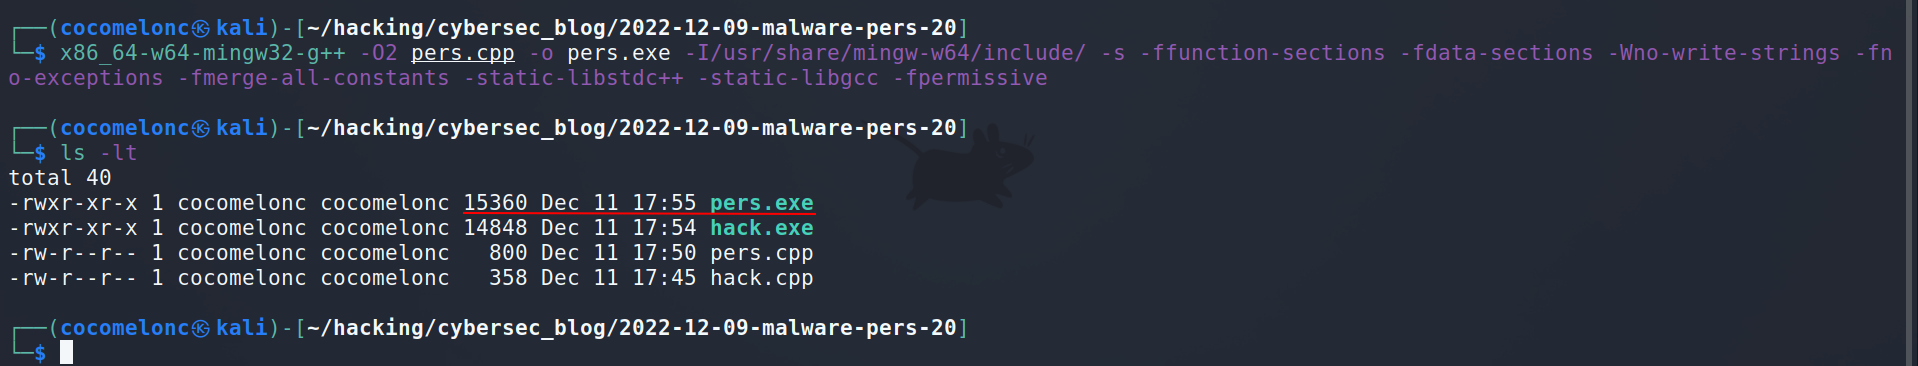 ┌──(cocomelonc㉿kali)-[~/hacking/cybersec_blog/2022-12-09-malware-pers-20]
└─$ x86_64-w64-mingw32-g++ -O2 pers.cpp -o pers.exe -I/usr/share/mingw-w64/include/ -s -ffunction-sections -fdata-sections -Wno-write-strings -fn
o-exceptions -fmerge-all-constants -static-libstdc++ -static-libgcc -fpermissive
┌──(cocomelonc㉿kali)-[~/hacking/cybersec_blog/2022-12-09-malware-pers-20]
└─$ ls -lt
total 40
-rwxr-xr-x 1 cocomelonc cocomelonc 15360 Dec 11 17:55 pers.exe
-rwxr-xr-x 1 cocomelonc cocomelonc 14848 Dec 11 17:54 hack.exe
-rw-r--r-- 1 cocomelonc cocomelonc   800 Dec 11 17:50 pers.cpp
-rw-r--r-- 1 cocomelonc cocomelonc   358 Dec 11 17:45 hack.cpp
┌──(cocomelonc㉿kali)-[~/hacking/cybersec_blog/2022-12-09-malware-pers-20]
└─$